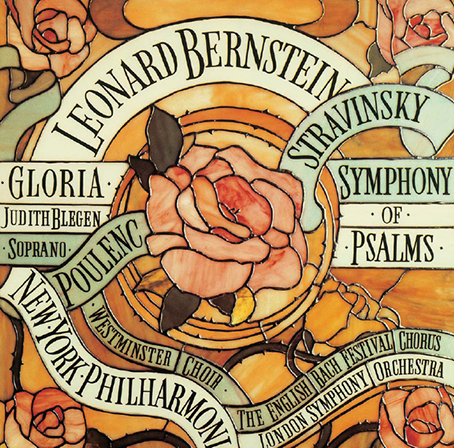 LEONARD BERNSTEIN
STRAVINSKY
SYMPHONY
OF
PSALMS
GLORIA
JUDITH BLEGEN
SOPRANO
POULENC
WESTMINSTER CHOIR
NEW YORK PHILHARMONI
THE ENGLISH BACH FESTIVAL CHORUS
LONDON SYMPHONY ORCHESTRA